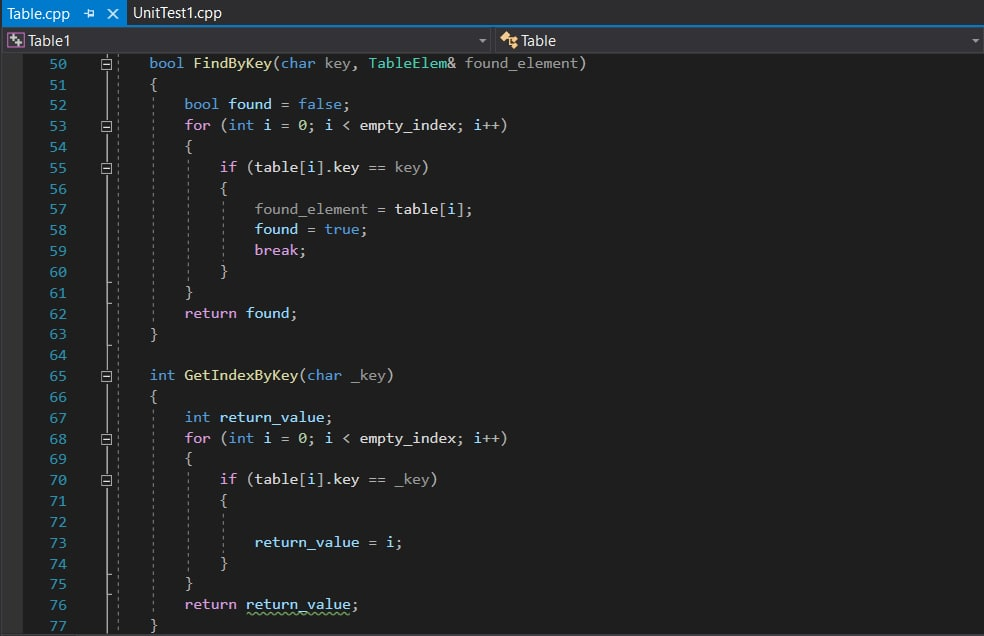 Table.cpp UnitTest1.cpp
Table1 Table
50 bool FindByKey(char key, TableElem& found_element)
51 {
52 bool found = false;
53 for (int i = 0; i < empty_index; i++)
54 {
55 if (table[i].key == key)
56 {
57 found_element = table[i];
58 found = true;
59 break;
60 }
61 }
62 return found;
63 }
64
65 int GetIndexByKey(char _key)
66 {
67 int return_value;
68 for (int i = 0; i < empty_index; i++)
69 {
70 if (table[i].key == _key)
71 {
72
73 return_value = i;
74 }
75 }
76 return return_value;
77 }